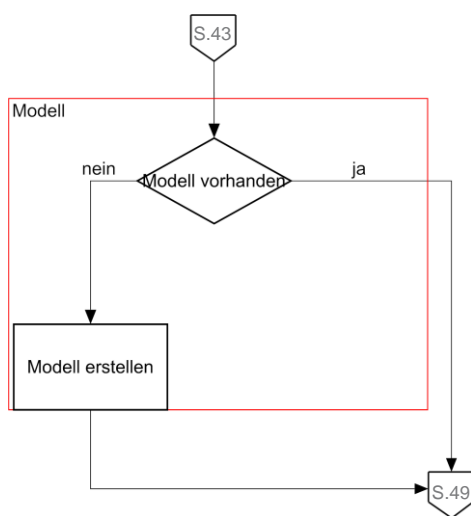 S.43
Modell
nein
Modell vorhanden
ja
Modell erstellen
S.49